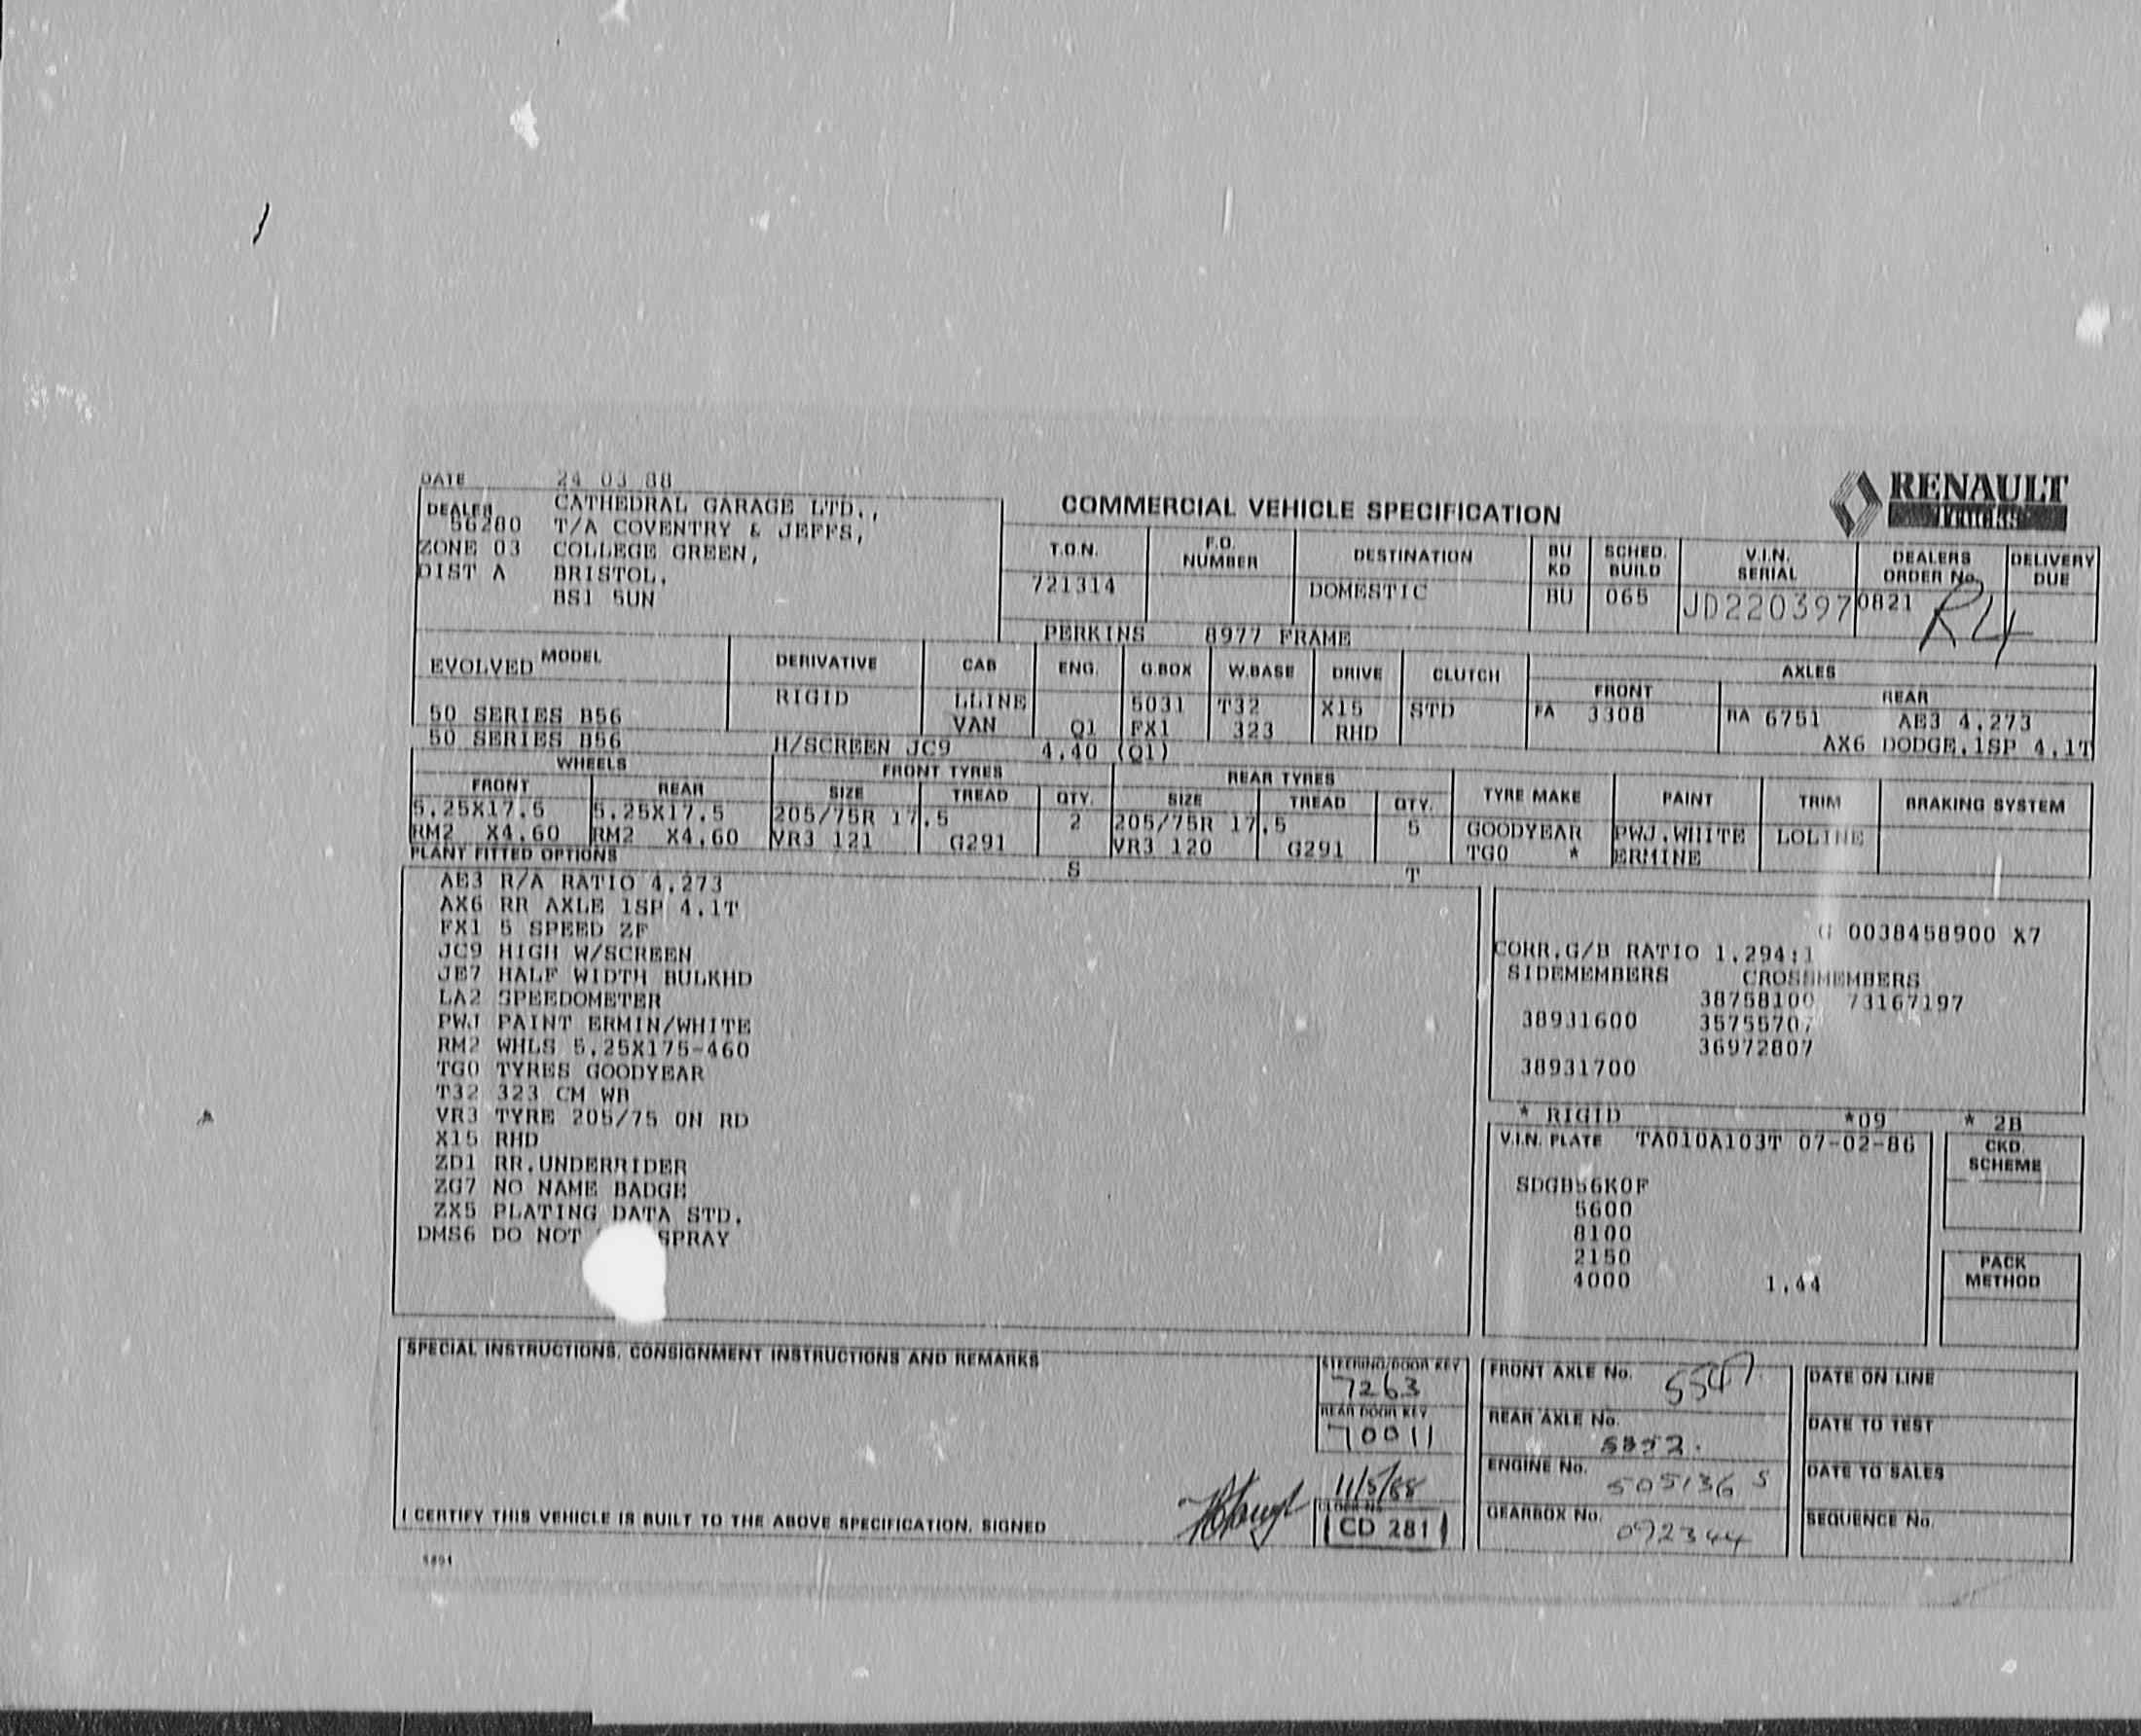 DATE 24 03 88
RENAULT
TRUCKS
COMMERCIAL VEHICLE SPECIFICATION
DEALER 56280 CATHEDRAL GARAGE LTD.,
T/A COVENTRY & JEFFS,
ZONE 03 COLLEGE GREEN,
DIST A BRISTOL,
BS1 5UN
T.O.N. F.O. NUMBER DESTINATION BU KD SCHED. BUILD V.I.N. SERIAL DEALERS ORDER No. DELIVERY DUE
721314 DOMESTIC BU 065 JD220397 0821 R4
PERKINS 8977 FRAME
EVOLVED MODEL DERIVATIVE CAB ENG. G.BOX W.BASE DRIVE CLUTCH AXLES
FRONT REAR
50 SERIES B56 RIGID LLINE 5031 T32 X15 STD FA 3308 RA 6751 AE3 4.273
VAN Q1 FX1 323 RHD
50 SERIES B56 H/SCREEN JC9 4.40 (Q1) AX6 DODGE.1SP 4.1T
WHEELS FRONT TYRES REAR TYRES TYRE MAKE PAINT TRIM BRAKING SYSTEM
FRONT REAR SIZE TREAD QTY. SIZE TREAD QTY.
5.25X17.5 5.25X17.5 205/75R 17.5 2 205/75R 17.5 5 GOODYEAR PWJ.WHITE LOLINE
RM2 X4.60 RM2 X4.60 VR3 121 G291 VR3 120 G291 TG0 * ERMINE
PLANT FITTED OPTIONS S T
AE3 R/A RATIO 4.273
AX6 RR AXLE 1SP 4.1T
FX1 5 SPEED ZF
JC9 HIGH W/SCREEN
JE7 HALF WIDTH BULKHD
LA2 SPEEDOMETER
PWJ PAINT ERMIN/WHITE
RM2 WHLS 5.25X175-460
TG0 TYRES GOODYEAR
T32 323 CM WB
VR3 TYRE 205/75 ON RD
X15 RHD
ZD1 RR.UNDERRIDER
ZG7 NO NAME BADGE
ZX5 PLATING DATA STD.
DMS6 DO NOT SPRAY
G 0038458900 X7
CORR.G/B RATIO 1.294:1
SIDEMEMBERS CROSSMEMBERS
38758100 73167197
38931600 35755707
36972807
38931700
* RIGID *09 * 2B
V.I.N. PLATE TA010A103T 07-02-86
SDGB56K0F
5600
8100
2150
4000 1.44
CKD. SCHEME
PACK METHOD
SPECIAL INSTRUCTIONS, CONSIGNMENT INSTRUCTIONS AND REMARKS
STEERING/DOOR KEY
7263
REAR DOOR KEY
70011
11/5/88
CLOCK No.
CD 281
I CERTIFY THIS VEHICLE IS BUILT TO THE ABOVE SPECIFICATION. SIGNED
FRONT AXLE No. 5547
REAR AXLE No.
ENGINE No. 505136 S
GEARBOX No. 092344
DATE ON LINE
DATE TO TEST
DATE TO SALES
SEQUENCE No.